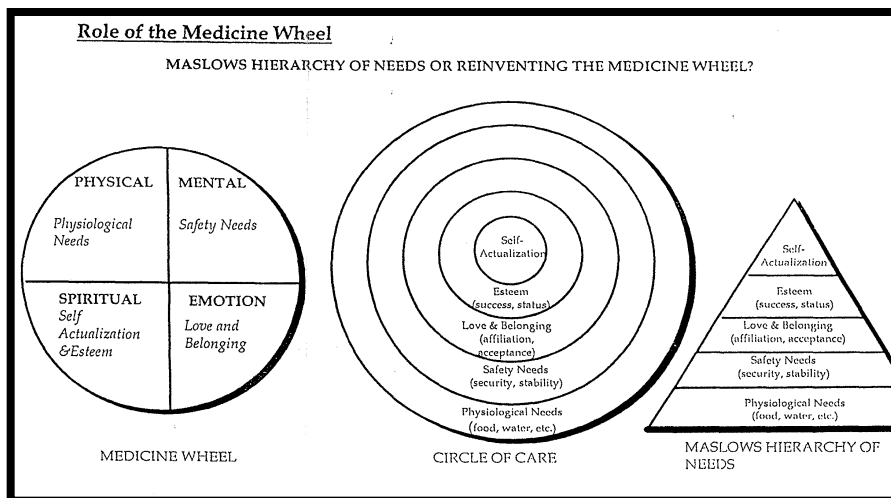 Role of the Medicine Wheel
MASLOWS HIERARCHY OF NEEDS OR REINVENTING THE MEDICINE WHEEL?
PHYSICAL
Physiological
Needs
MENTAL
Safety Needs
SPIRITUAL
Self
Actualization
&Esteem
EMOTION
Love and
Belonging
MEDICINE WHEEL
Self-
Actualization
Esteem
(success, status)
Love & Belonging
(affiliation,
acceptance)
Safety Needs
(security, stability)
Physiological Needs
(food, water, etc.)
CIRCLE OF CARE
Self-
Actualization
Esteem
(success, status)
Love & Belonging
(affiliation, acceptance)
Safety Needs
(security, stability)
Physiological Needs
(food, water, etc.)
MASLOWS HIERARCHY OF
NEEDS